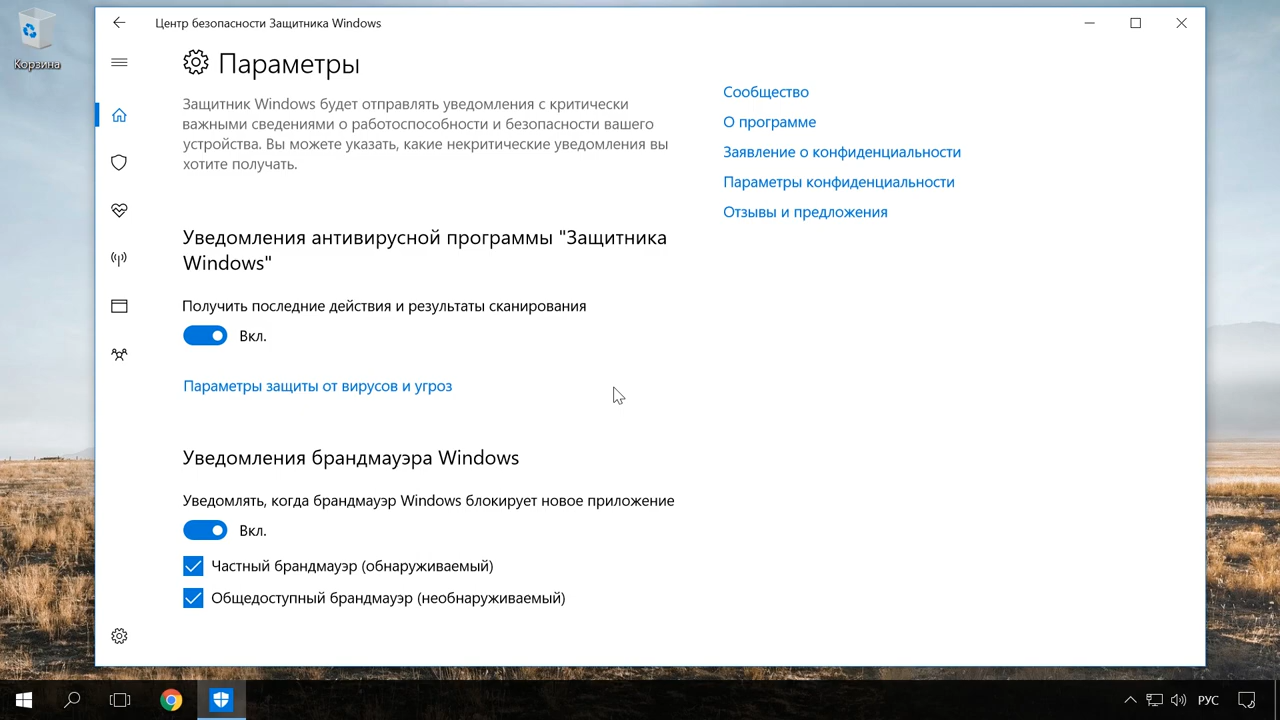 Корзина
Центр безопасности Защитника Windows
Параметры
Защитник Windows будет отправлять уведомления с критически
важными сведениями о работоспособности и безопасности вашего
устройства. Вы можете указать, какие некритические уведомления вы
хотите получать.
Уведомления антивирусной программы "Защитника
Windows"
Получить последние действия и результаты сканирования
Вкл.
Параметры защиты от вирусов и угроз
Уведомления брандмауэра Windows
Уведомлять, когда брандмауэр Windows блокирует новое приложение
Вкл.
Частный брандмауэр (обнаруживаемый)
Общедоступный брандмауэр (необнаруживаемый)
Сообщество
О программе
Заявление о конфиденциальности
Параметры конфиденциальности
Отзывы и предложения
РУС